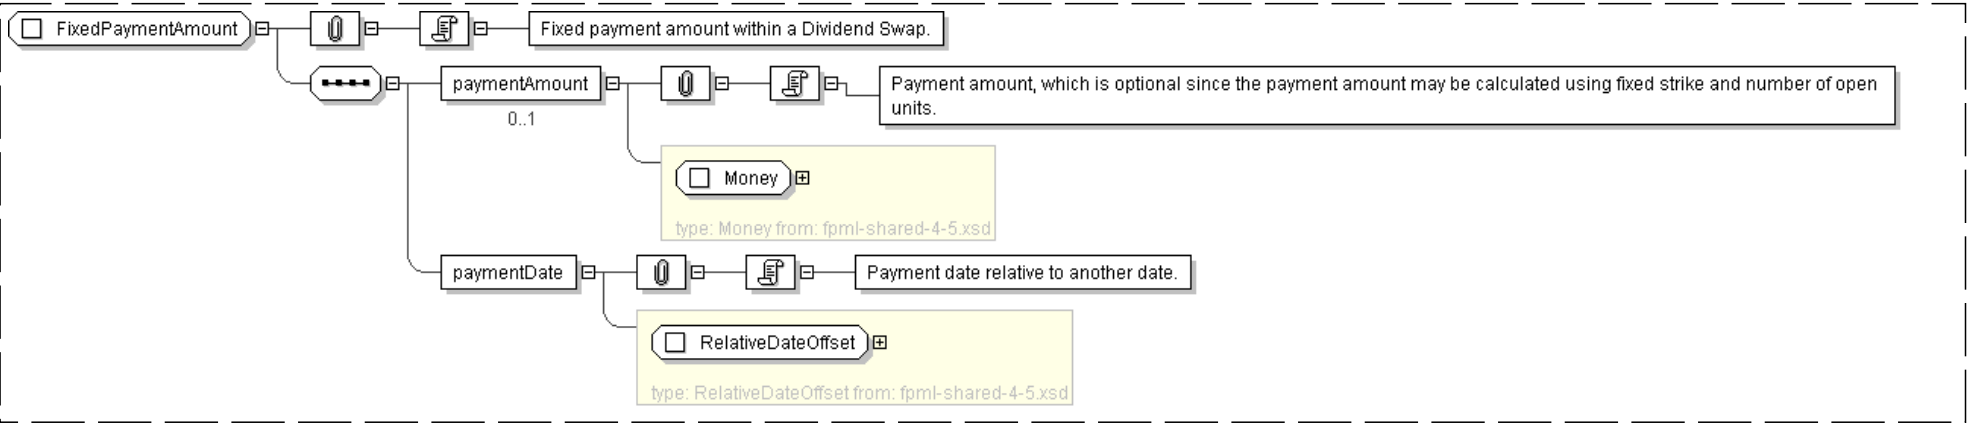 FixedPaymentAmount
Fixed payment amount within a Dividend Swap.
paymentAmount
0..1
Payment amount, which is optional since the payment amount may be calculated using fixed strike and number of open
units.
Money
type: Money from: fpml-shared-4-5.xsd
paymentDate
Payment date relative to another date.
RelativeDateOffset
type: RelativeDateOffset from: fpml-shared-4-5.xsd